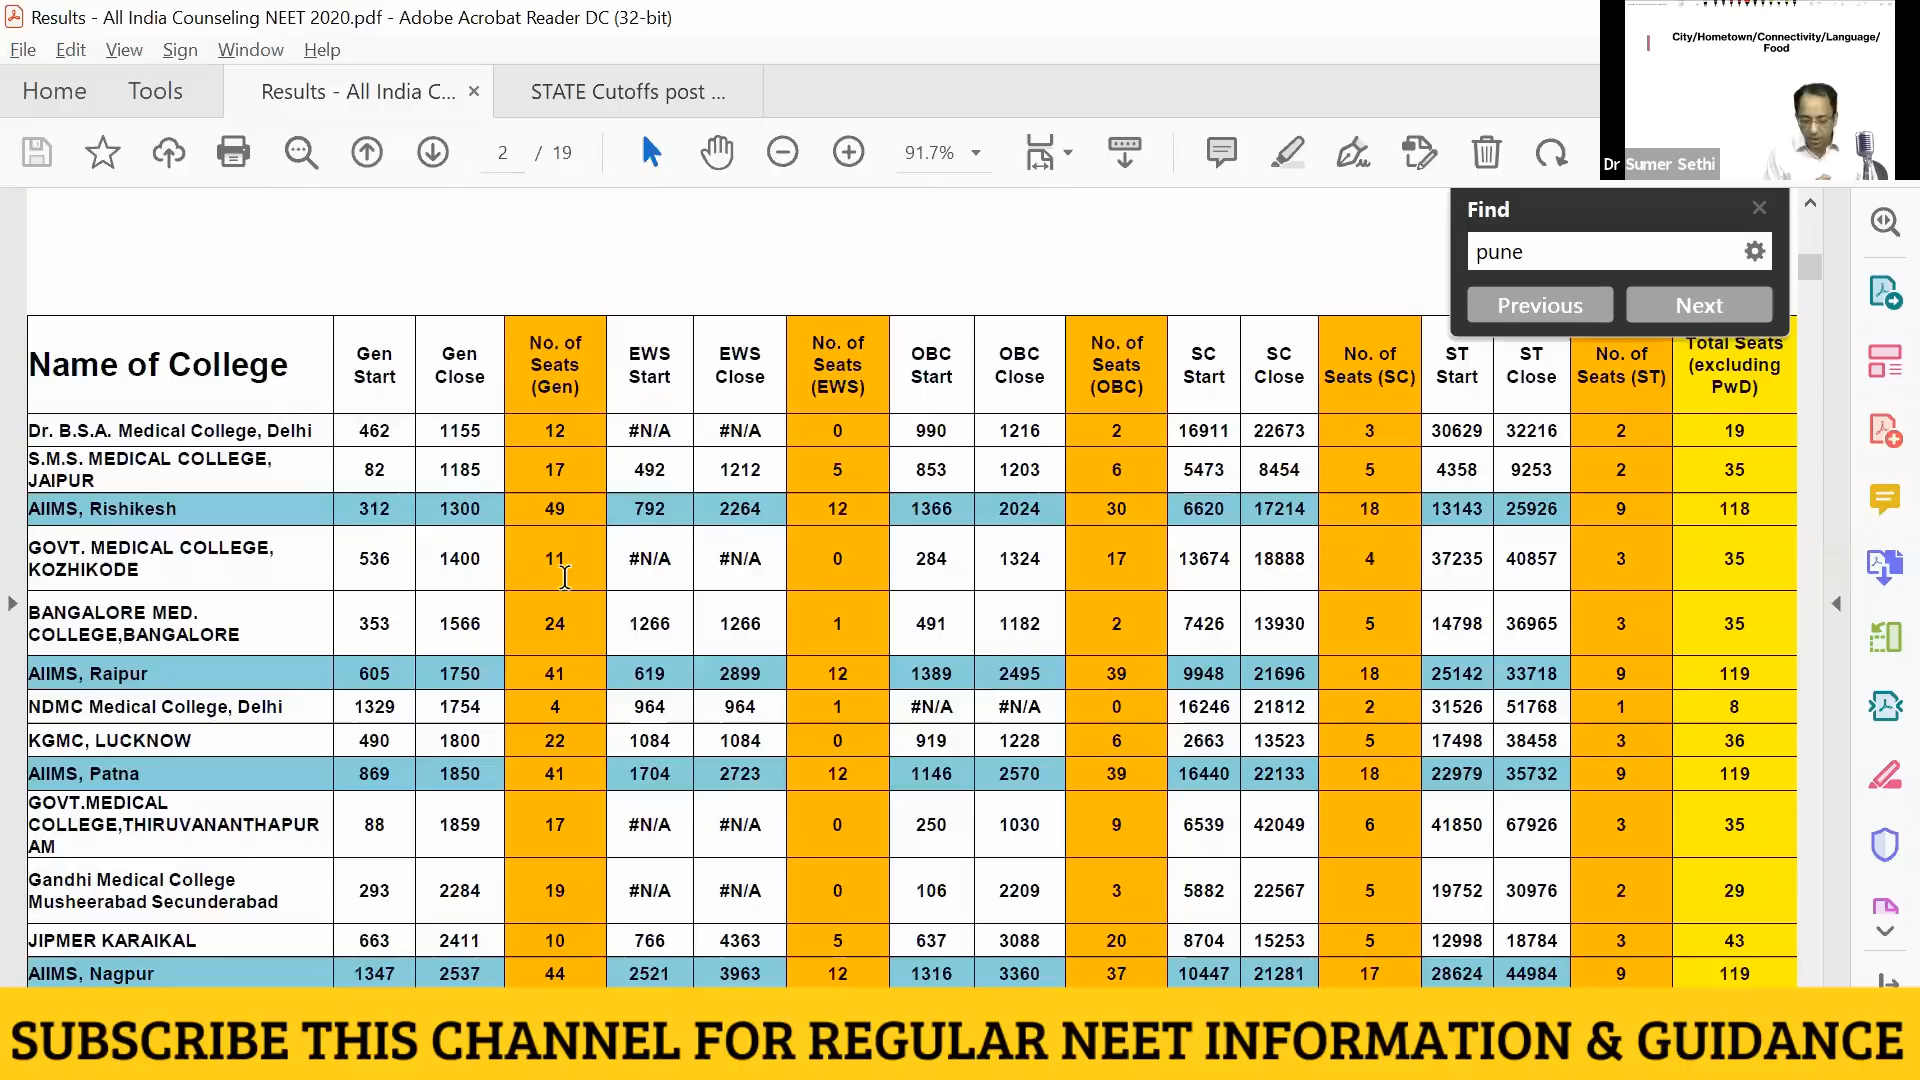 Results - All India Counseling NEET 2020.pdf - Adobe Acrobat Reader DC (32-bit)
File Edit View Sign Window Help
Home Tools Results - All India C... × STATE Cutoffs post ...
2 / 19 91.7%
City/Hometown/Connectivity/Language/
Food
Dr Sumer Sethi
Find
pune
Previous Next
Name of College Gen Start Gen Close No. of Seats (Gen) EWS Start EWS Close No. of Seats (EWS) OBC Start OBC Close No. of Seats (OBC) SC Start SC Close No. of Seats (SC) ST Start ST Close No. of Seats (ST) Total Seats (excluding PwD)
Dr. B.S.A. Medical College, Delhi 462 1155 12 #N/A #N/A 0 990 1216 2 16911 22673 3 30629 32216 2 19
S.M.S. MEDICAL COLLEGE,
JAIPUR 82 1185 17 492 1212 5 853 1203 6 5473 8454 5 4358 9253 2 35
AIIMS, Rishikesh 312 1300 49 792 2264 12 1366 2024 30 6620 17214 18 13143 25926 9 118
GOVT. MEDICAL COLLEGE,
KOZHIKODE 536 1400 11 #N/A #N/A 0 284 1324 17 13674 18888 4 37235 40857 3 35
BANGALORE MED.
COLLEGE,BANGALORE 353 1566 24 1266 1266 1 491 1182 2 7426 13930 5 14798 36965 3 35
AIIMS, Raipur 605 1750 41 619 2899 12 1389 2495 39 9948 21696 18 25142 33718 9 119
NDMC Medical College, Delhi 1329 1754 4 964 964 1 #N/A #N/A 0 16246 21812 2 31526 51768 1 8
KGMC, LUCKNOW 490 1800 22 1084 1084 0 919 1228 6 2663 13523 5 17498 38458 3 36
AIIMS, Patna 869 1850 41 1704 2723 12 1146 2570 39 16440 22133 18 22979 35732 9 119
GOVT.MEDICAL
COLLEGE,THIRUVANANTHAPUR
AM 88 1859 17 #N/A #N/A 0 250 1030 9 6539 42049 6 41850 67926 3 35
Gandhi Medical College
Musheerabad Secunderabad 293 2284 19 #N/A #N/A 0 106 2209 3 5882 22567 5 19752 30976 2 29
JIPMER KARAIKAL 663 2411 10 766 4363 5 637 3088 20 8704 15253 5 12998 18784 3 43
AIIMS, Nagpur 1347 2537 44 2521 3963 12 1316 3360 37 10447 21281 17 28624 44984 9 119
SUBSCRIBE THIS CHANNEL FOR REGULAR NEET INFORMATION & GUIDANCE